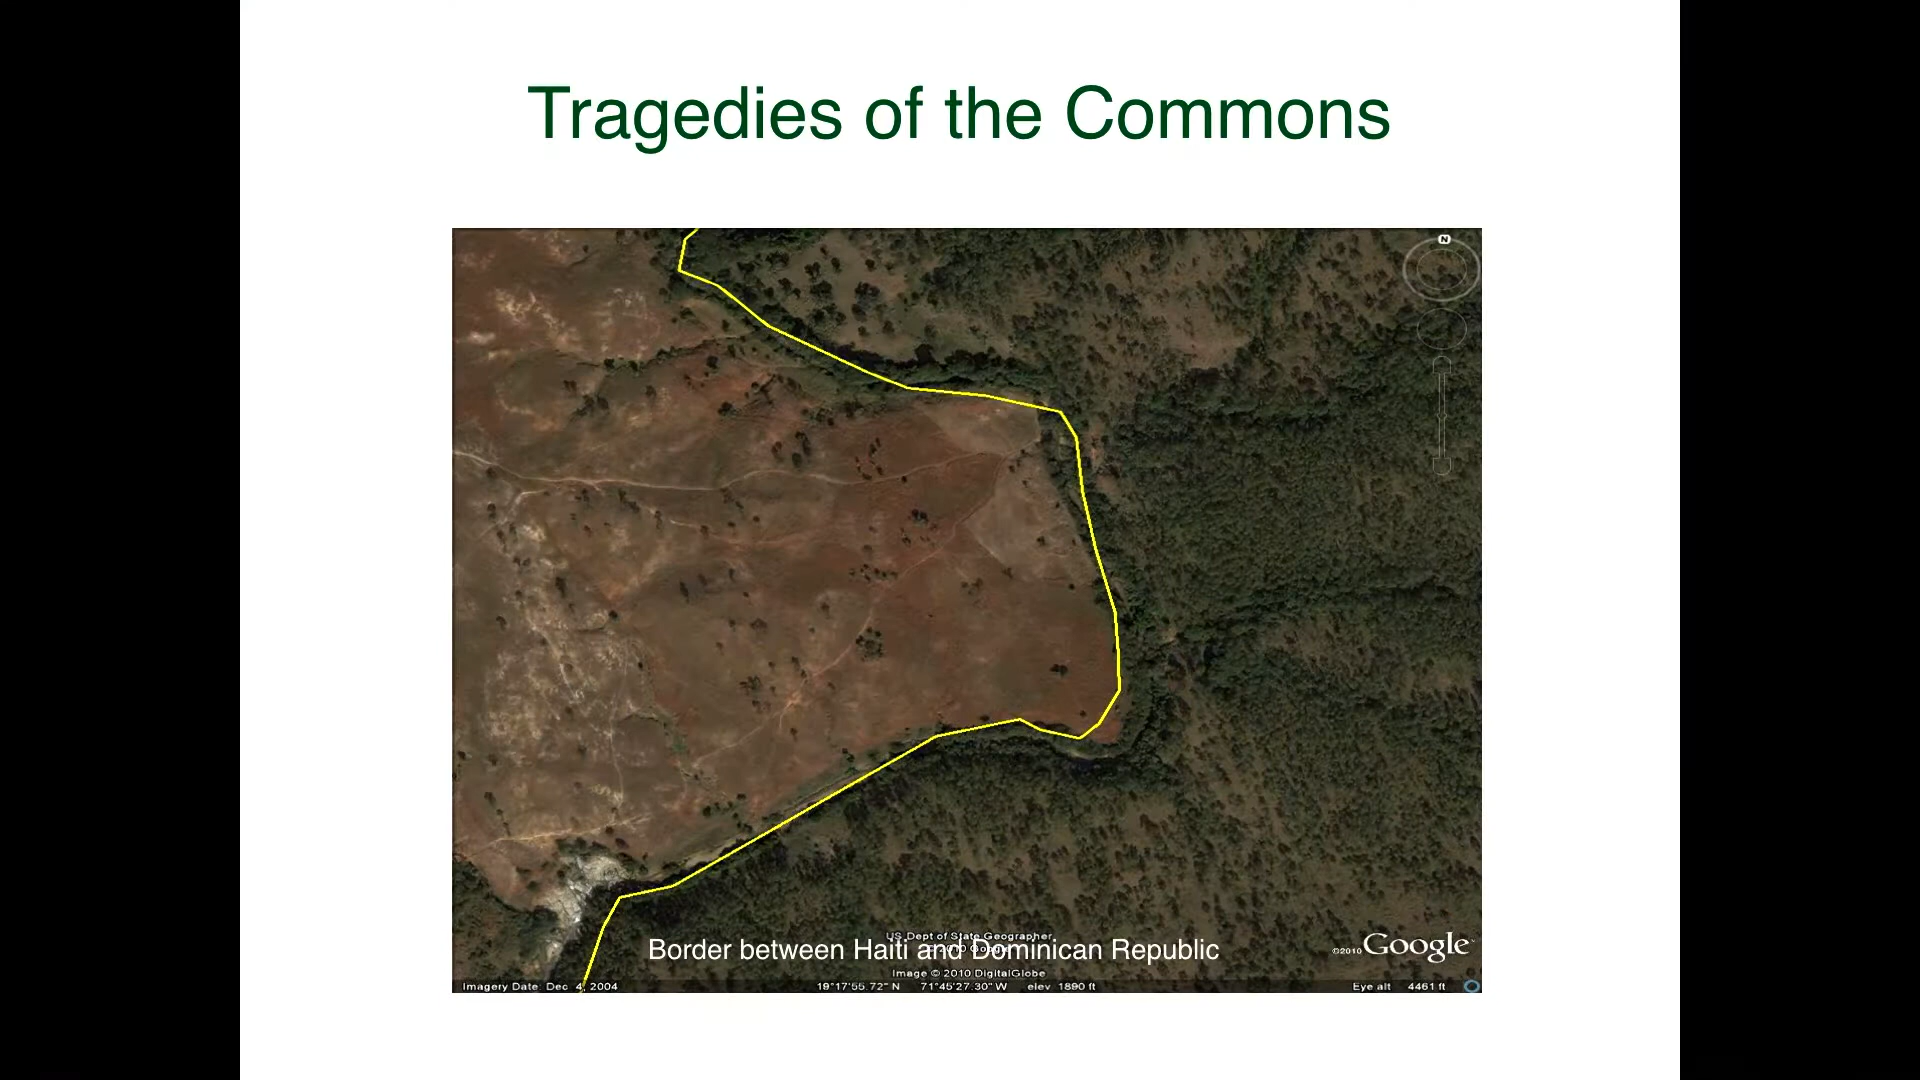 Tragedies of the Commons
N
US Dept of State Geographer
Border between Haiti and Dominican Republic
©2010 Google
Image © 2010 DigitalGlobe
Imagery Date: Dec 4, 2004
19°17'55.72" N 71°45'27.30" W elev 1890 ft
Eye alt 4461 ft